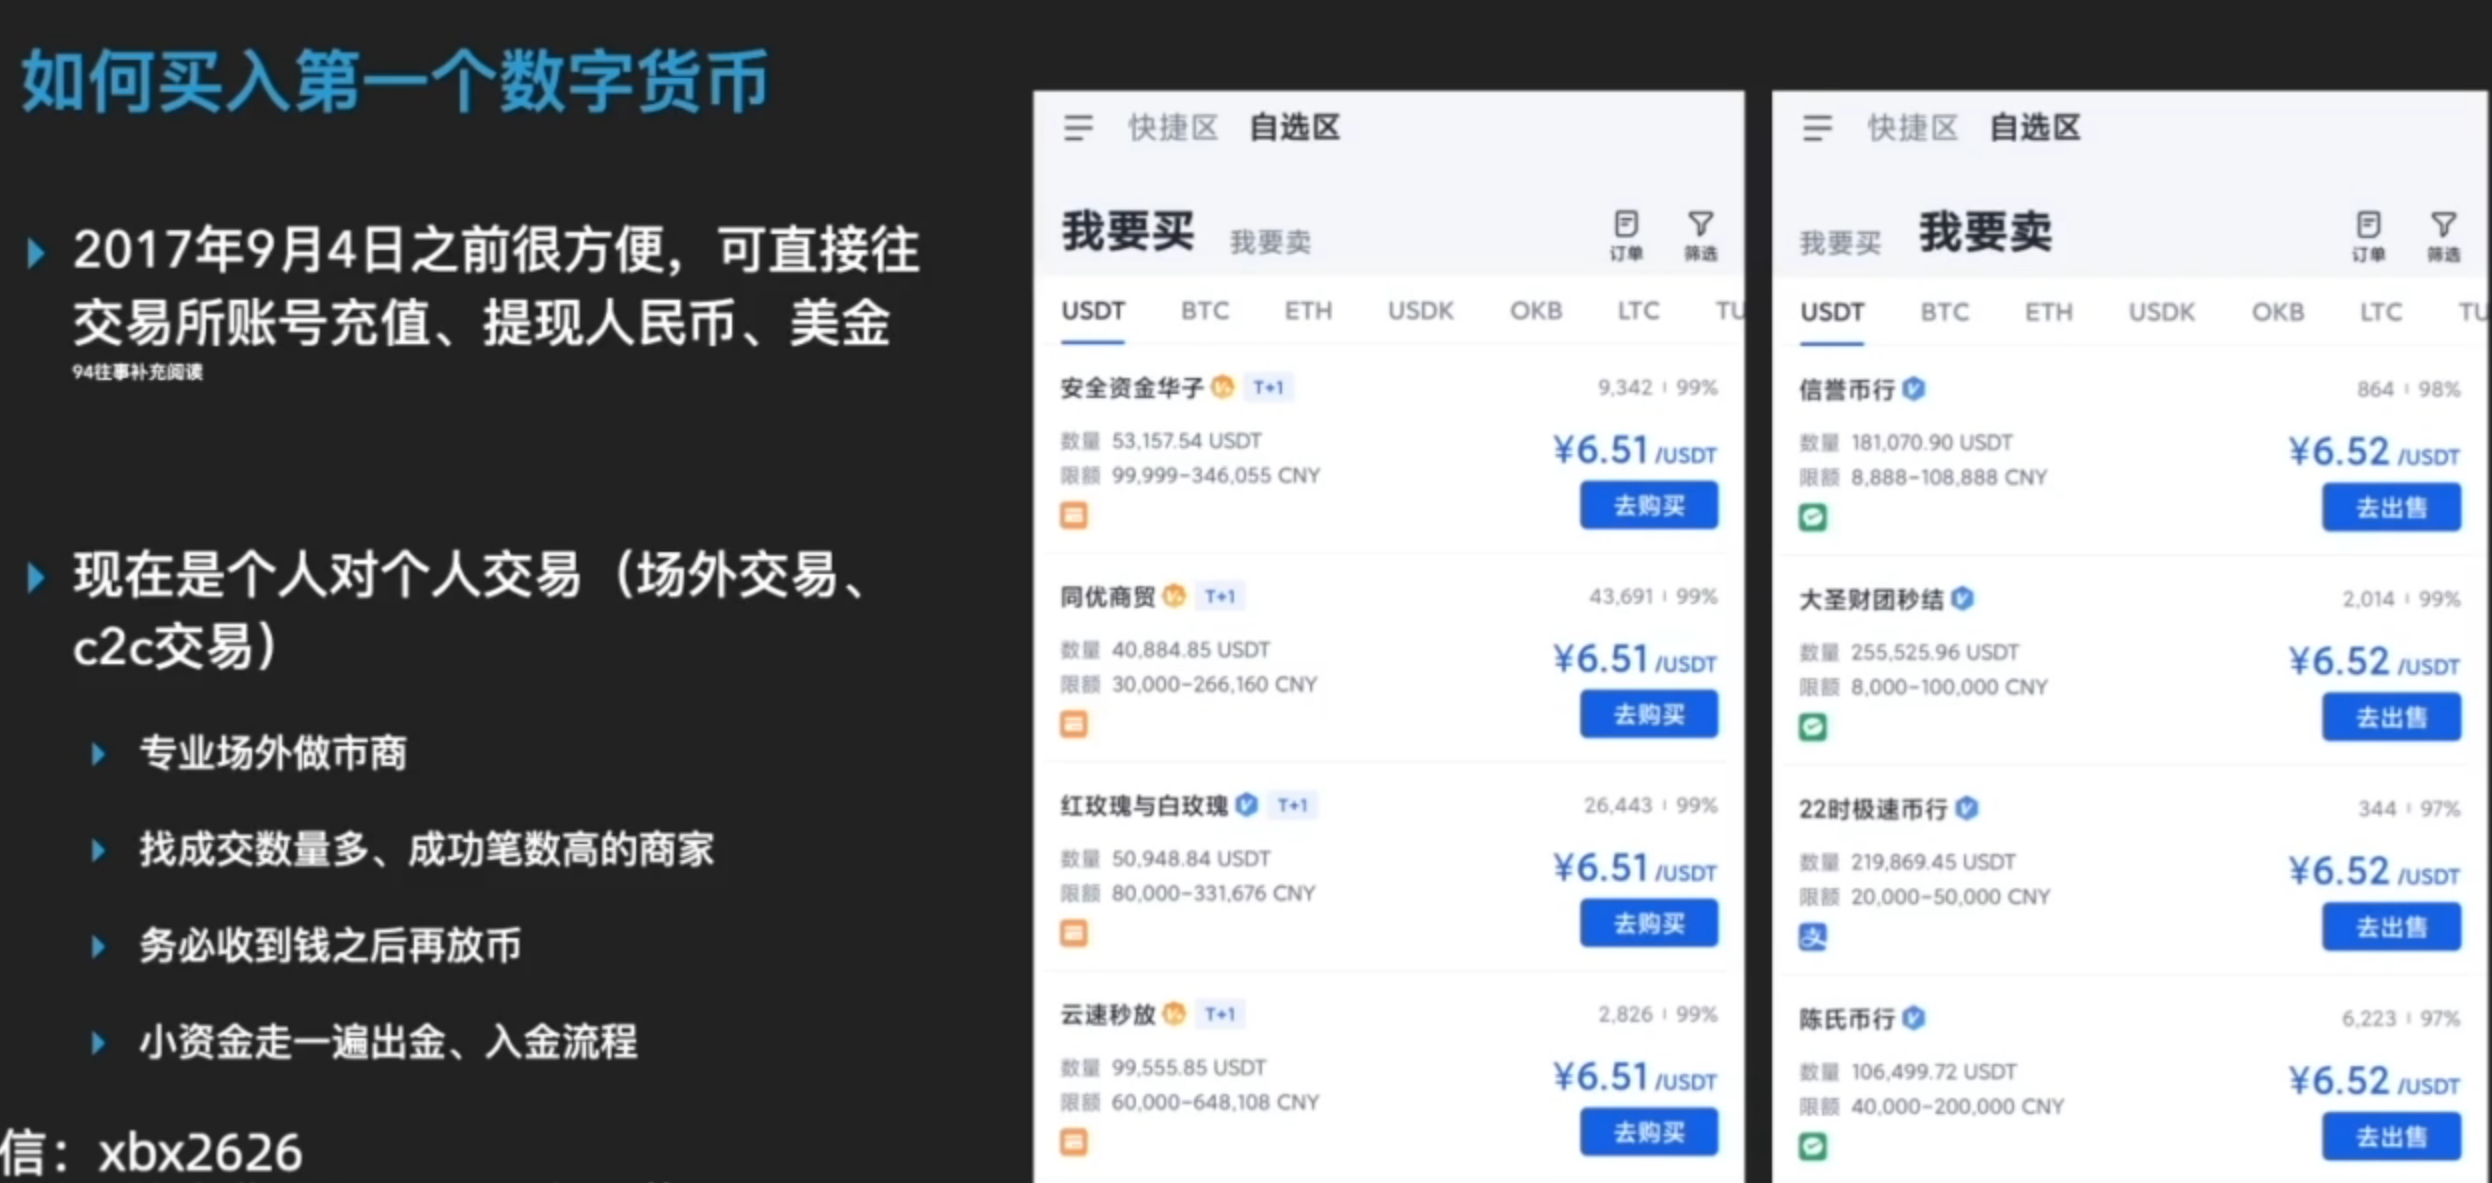 如何买入第一个数字货币
2017年9月4日之前很方便，可直接往
交易所账号充值、提现人民币、美金
94往事补充阅读
现在是个人对个人交易（场外交易、
c2c交易）
专业场外做市商
找成交数量多、成功笔数高的商家
务必收到钱之后再放币
小资金走一遍出金、入金流程
信：xbx2626
快捷区 自选区
我要买 我要卖
订单 筛选
USDT BTC ETH USDK OKB LTC TU
安全资金华子 T+1 9,342 | 99%
数量 53,157.54 USDT
¥6.51 /USDT
限额 99,999-346,055 CNY
去购买
同优商贸 T+1 43,691 | 99%
数量 40,884.85 USDT
¥6.51 /USDT
限额 30,000-266,160 CNY
去购买
红玫瑰与白玫瑰 T+1 26,443 | 99%
数量 50,948.84 USDT
¥6.51 /USDT
限额 80,000-331,676 CNY
去购买
云速秒放 T+1 2,826 | 99%
数量 99,555.85 USDT
¥6.51 /USDT
限额 60,000-648,108 CNY
去购买
快捷区 自选区
我要买 我要卖
订单 筛选
USDT BTC ETH USDK OKB LTC TU
信誉币行 864 | 98%
数量 181,070.90 USDT
¥6.52 /USDT
限额 8,888-108,888 CNY
去出售
大圣财团秒结 2,014 | 99%
数量 255,525.96 USDT
¥6.52 /USDT
限额 8,000-100,000 CNY
去出售
22时极速币行 344 | 97%
数量 219,869.45 USDT
¥6.52 /USDT
限额 20,000-50,000 CNY
支
去出售
陈氏币行 6,223 | 97%
数量 106,499.72 USDT
¥6.52 /USDT
限额 40,000-200,000 CNY
去出售